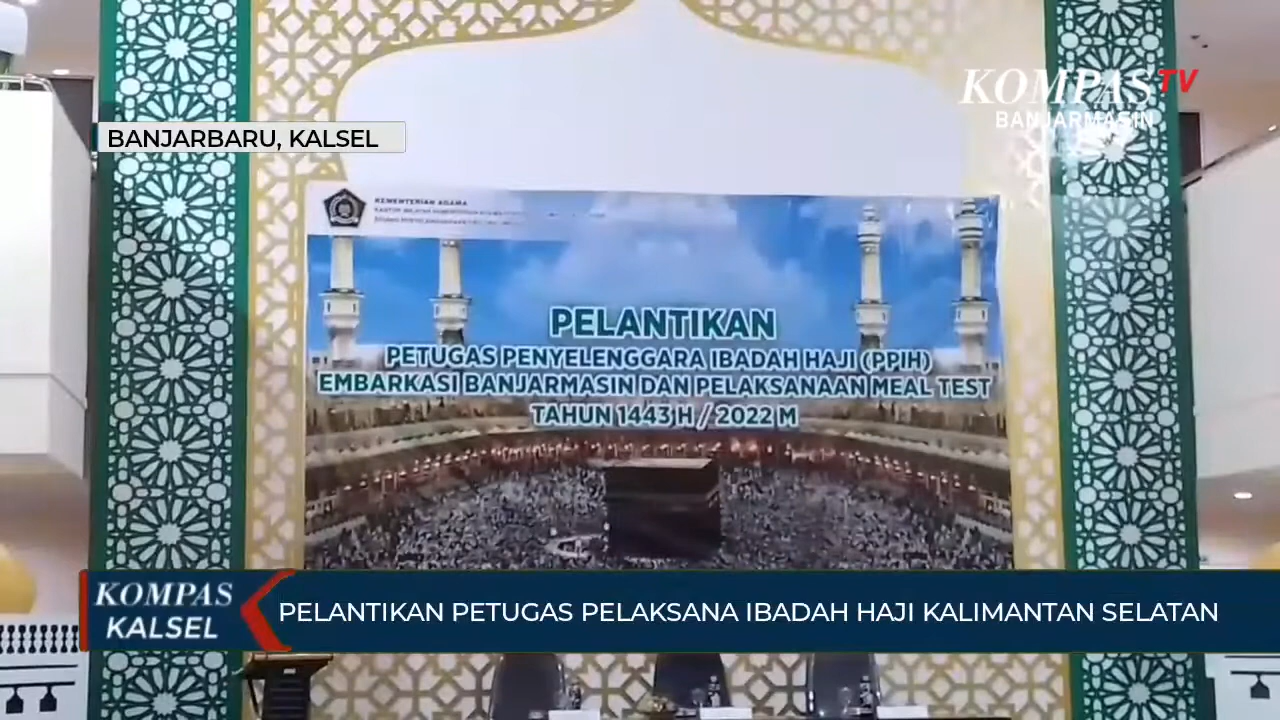 KOMPAS TV
BANJARMASIN
BANJARBARU, KALSEL
KEMENTERIAN AGAMA
PELANTIKAN
PETUGAS PENYELENGGARA IBADAH HAJI (PPIH)
EMBARKASI BANJARMASIN DAN PELAKSANAAN MEAL TEST
TAHUN 1443 H / 2022 M
KOMPAS
KALSEL
PELANTIKAN PETUGAS PELAKSANA IBADAH HAJI KALIMANTAN SELATAN